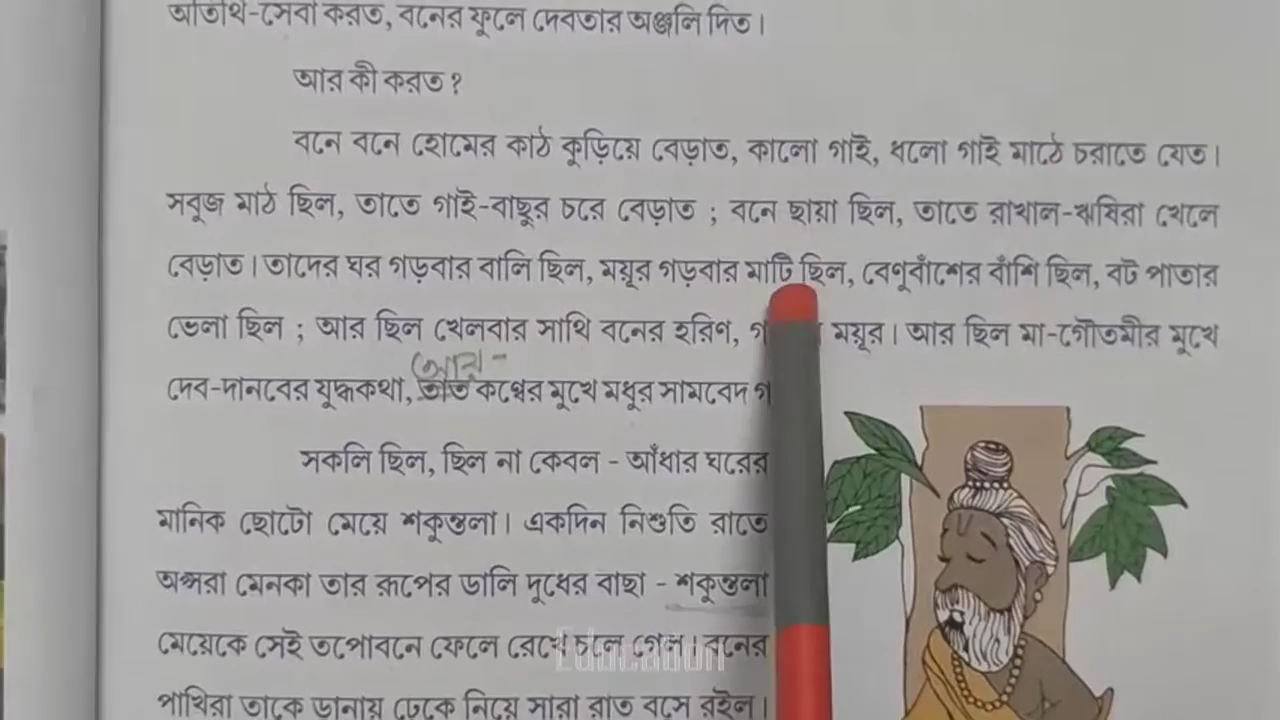 অতিথি-সেবা করত, বনের ফুলে দেবতার অঞ্জলি দিত।
আর কী করত?
বনে বনে হোমের কাঠ কুড়িয়ে বেড়াত, কালো গাই, ধলো গাই মাঠে চরাতে যেত।
সবুজ মাঠ ছিল, তাতে গাই-বাছুর চরে বেড়াত ; বনে ছায়া ছিল, তাতে রাখাল-ঋষিরা খেলে
বেড়াত। তাদের ঘর গড়বার বালি ছিল, ময়ূর গড়বার মাটি ছিল, বেণুবাঁশের বাঁশি ছিল, বট পাতার
ভেলা ছিল ; আর ছিল খেলবার সাথি বনের হরিণ, ময়ূর। আর ছিল মা-গৌতমীর মুখে
দেব-দানবের যুদ্ধকথা, তাত কণ্বের মুখে মধুর সামবেদ
সকলি ছিল, ছিল না কেবল - আঁধার ঘরের
মানিক ছোটো মেয়ে শকুন্তলা। একদিন নিশুতি রাতে
অপ্সরা মেনকা তার রূপের ডালি দুধের বাছা - শকুন্তলা
মেয়েকে সেই তপোবনে ফেলে রেখে চলে গেল। বনের
পাখিরা তাকে ডানায় ঢেকে নিয়ে সারা রাত বসে রইল।
Education